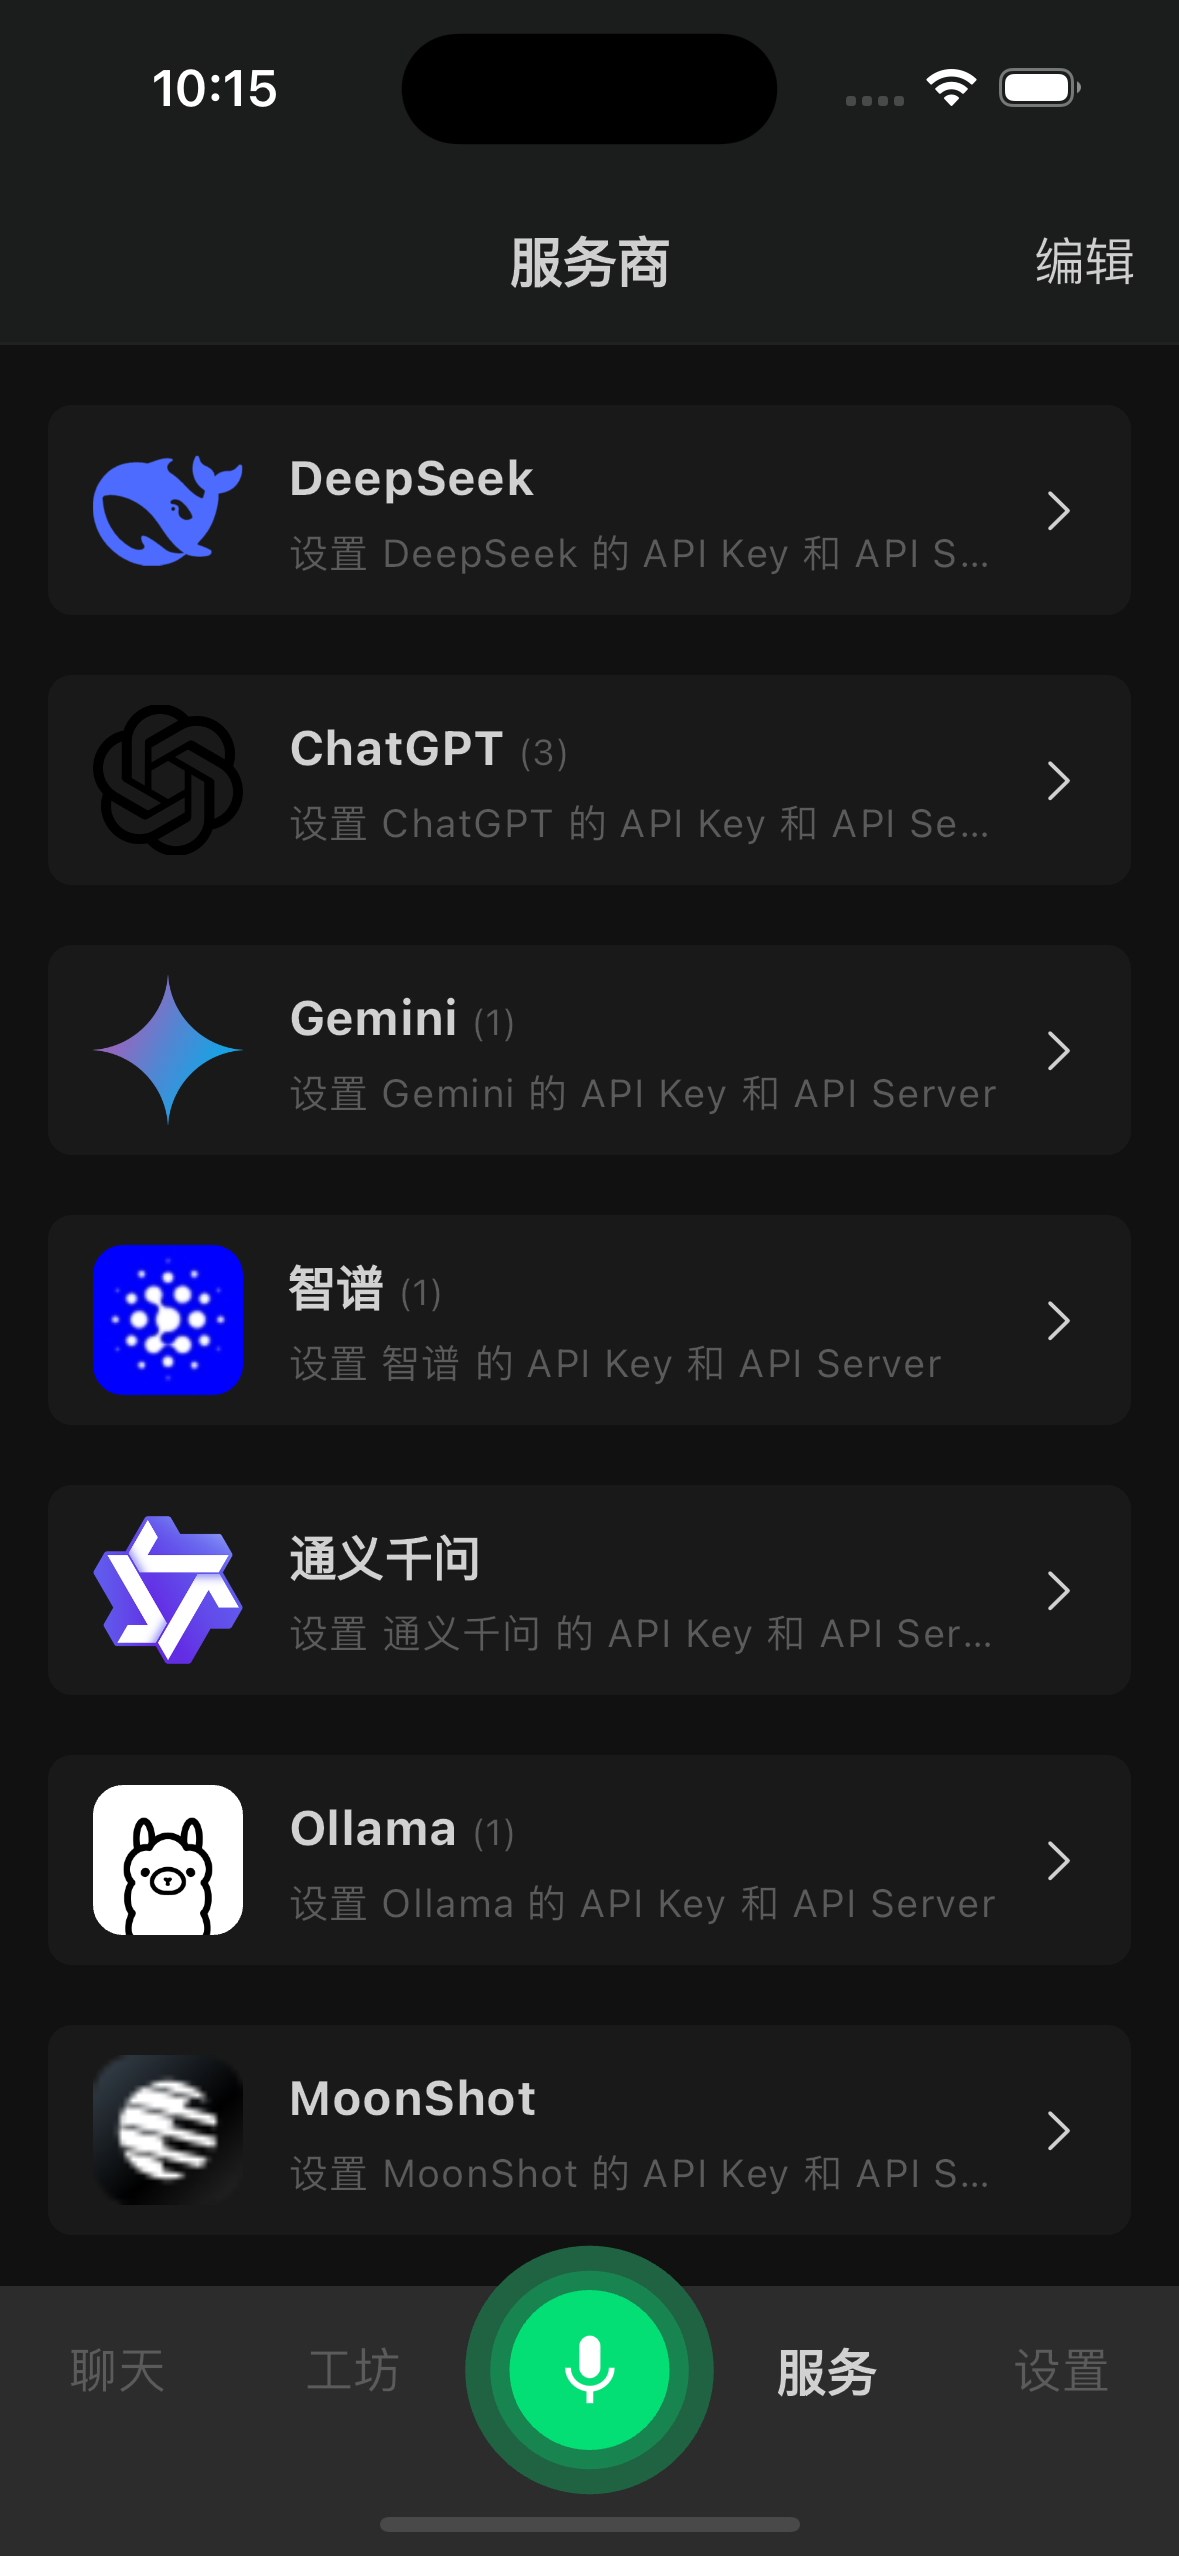 10:15
服务商
编辑
DeepSeek
设置 DeepSeek 的 API Key 和 API S...
ChatGPT (3)
设置 ChatGPT 的 API Key 和 API Se...
Gemini (1)
设置 Gemini 的 API Key 和 API Server
智谱 (1)
设置 智谱 的 API Key 和 API Server
通义千问
设置 通义千问 的 API Key 和 API Ser...
Ollama (1)
设置 Ollama 的 API Key 和 API Server
MoonShot
设置 MoonShot 的 API Key 和 API S...
聊天
工坊
服务
设置